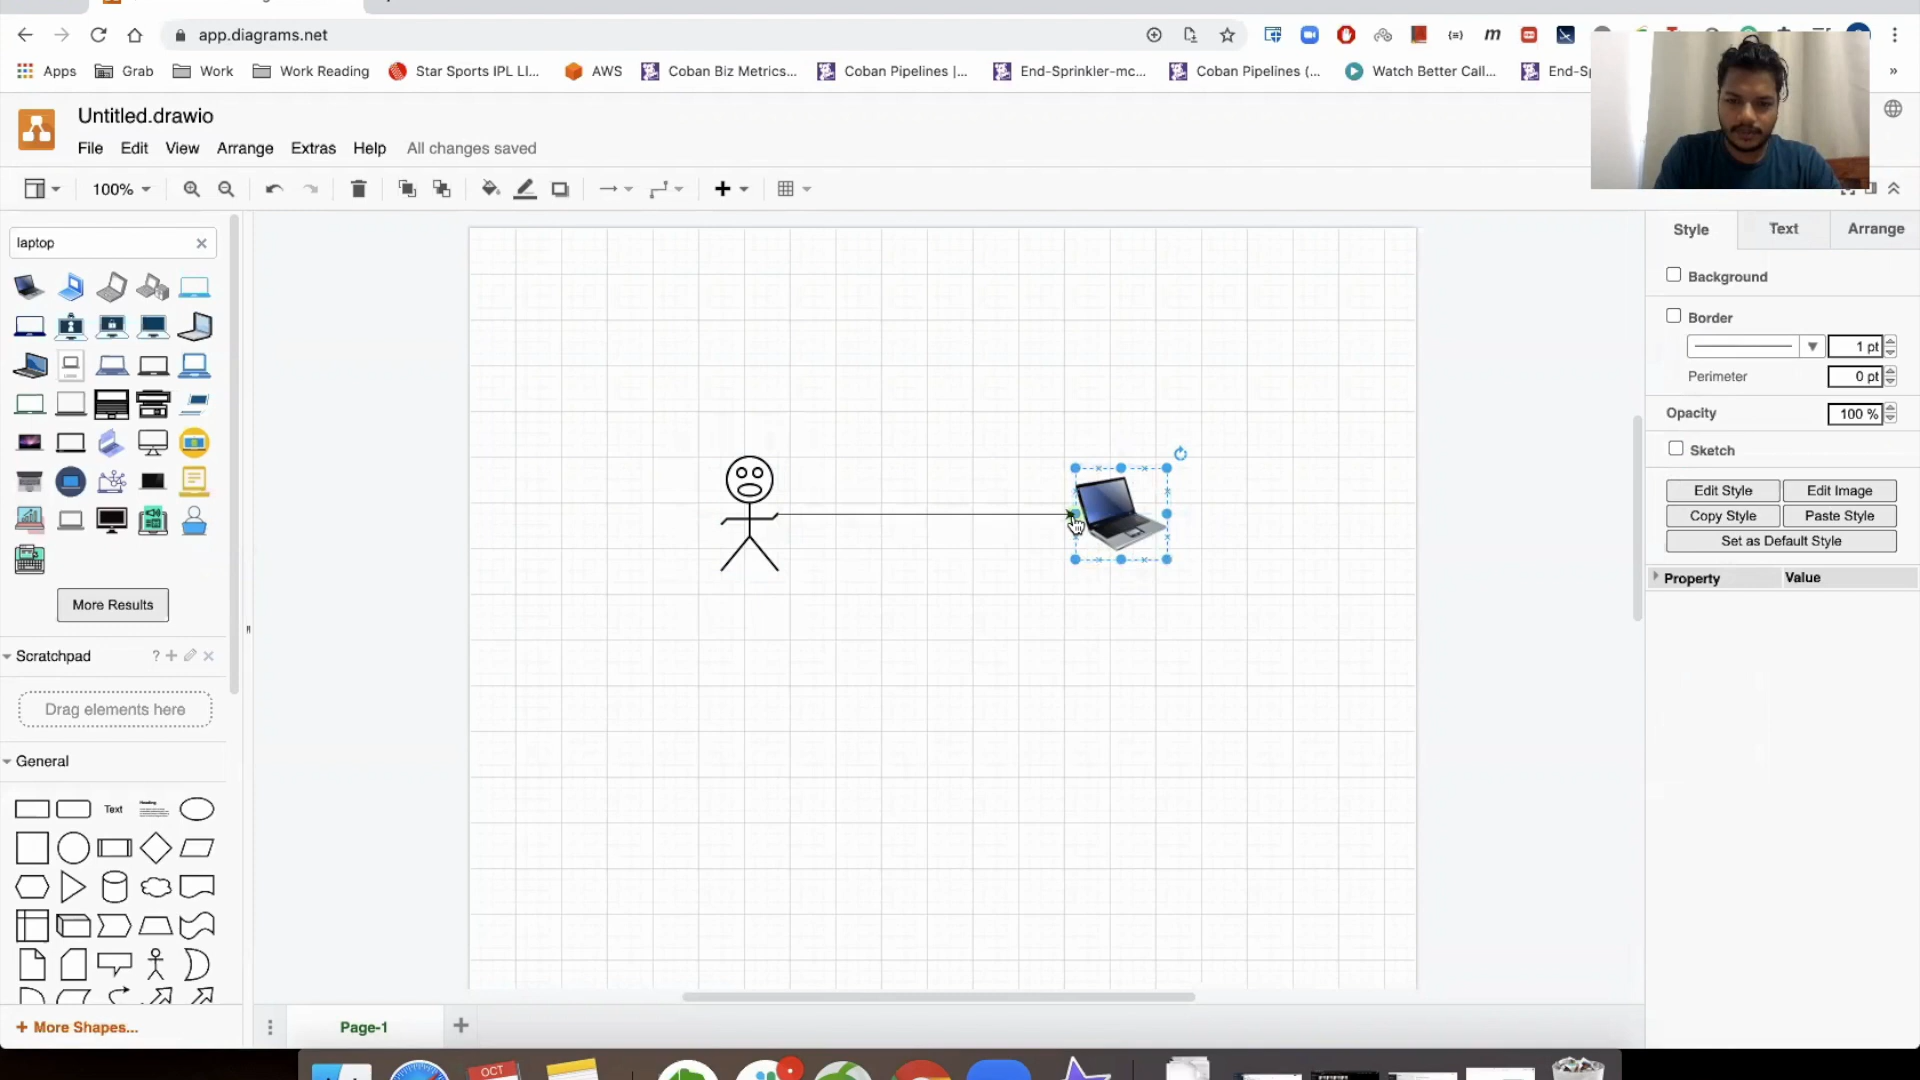 app.diagrams.net
Apps Grab Work Work Reading Star Sports IPL LI... AWS Coban Biz Metrics... Coban Pipelines |... End-Sprinkler-mc... Coban Pipelines (... Watch Better Call... End-Sp »
Untitled.drawio
File Edit View Arrange Extras Help All changes saved
100%
laptop
Style Text Arrange
Background
Border
1 pt
Perimeter 0 pt
Opacity 100 %
Sketch
Edit Style Edit Image
Copy Style Paste Style
Set as Default Style
Property Value
More Results
Scratchpad ?
Drag elements here
General
Text Heading
+ More Shapes...
Page-1
OCT